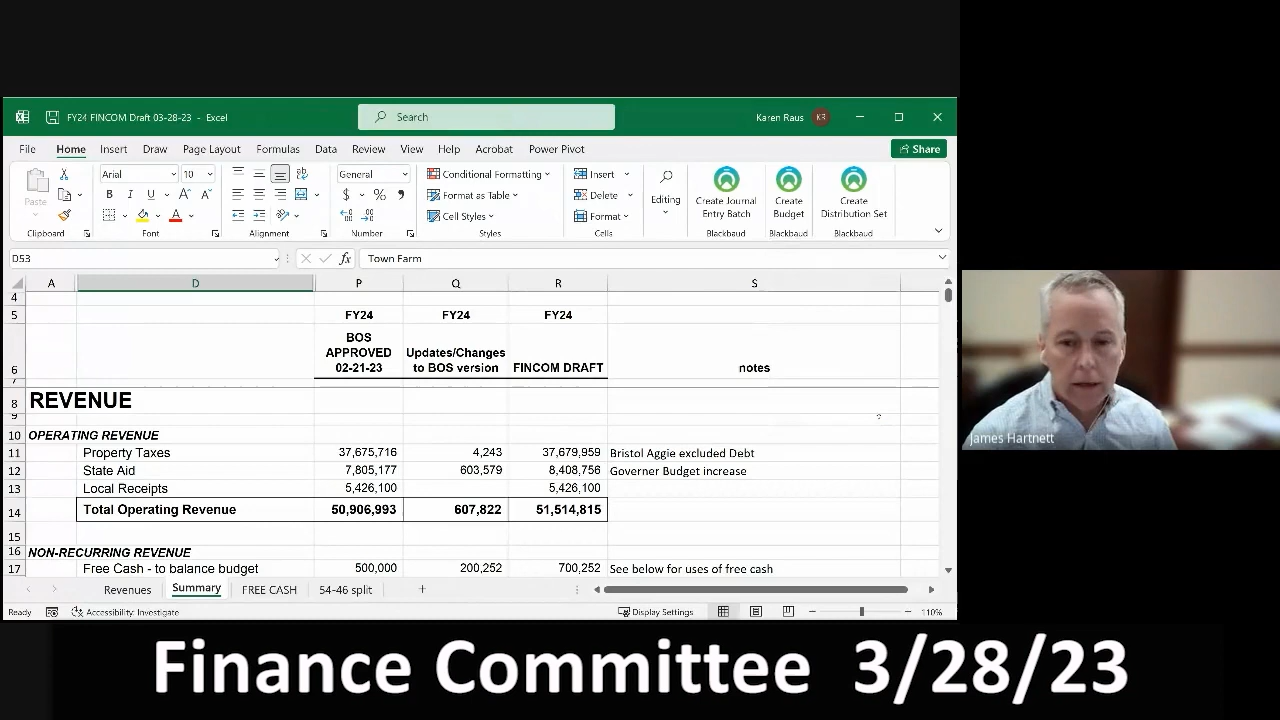 FY24 FINCOM Draft 03-28-23 - Excel
Search
Karen Raus KR
File Home Insert Draw Page Layout Formulas Data Review View Help Acrobat Power Pivot Share
Paste
Clipboard
Arial 10
B I U
Font
Alignment
General
$ % ,
Number
Conditional Formatting
Format as Table
Cell Styles
Styles
Insert
Delete
Format
Cells
Editing
Create Journal Entry Batch
Blackbaud
Create Budget
Blackbaud
Create Distribution Set
Blackbaud
D53 fx Town Farm
A D P Q R S
4
5 FY24 FY24 FY24
6 BOS APPROVED 02-21-23 Updates/Changes to BOS version FINCOM DRAFT notes
7
8 REVENUE
9
10 OPERATING REVENUE
11 Property Taxes 37,675,716 4,243 37,679,959 Bristol Aggie excluded Debt
12 State Aid 7,805,177 603,579 8,408,756 Governer Budget increase
13 Local Receipts 5,426,100 5,426,100
14 Total Operating Revenue 50,906,993 607,822 51,514,815
15
16 NON-RECURRING REVENUE
17 Free Cash - to balance budget 500,000 200,252 700,252 See below for uses of free cash
Revenues Summary FREE CASH 54-46 split +
Ready Accessibility: Investigate Display Settings 110%
James Hartnett
Finance Committee 3/28/23